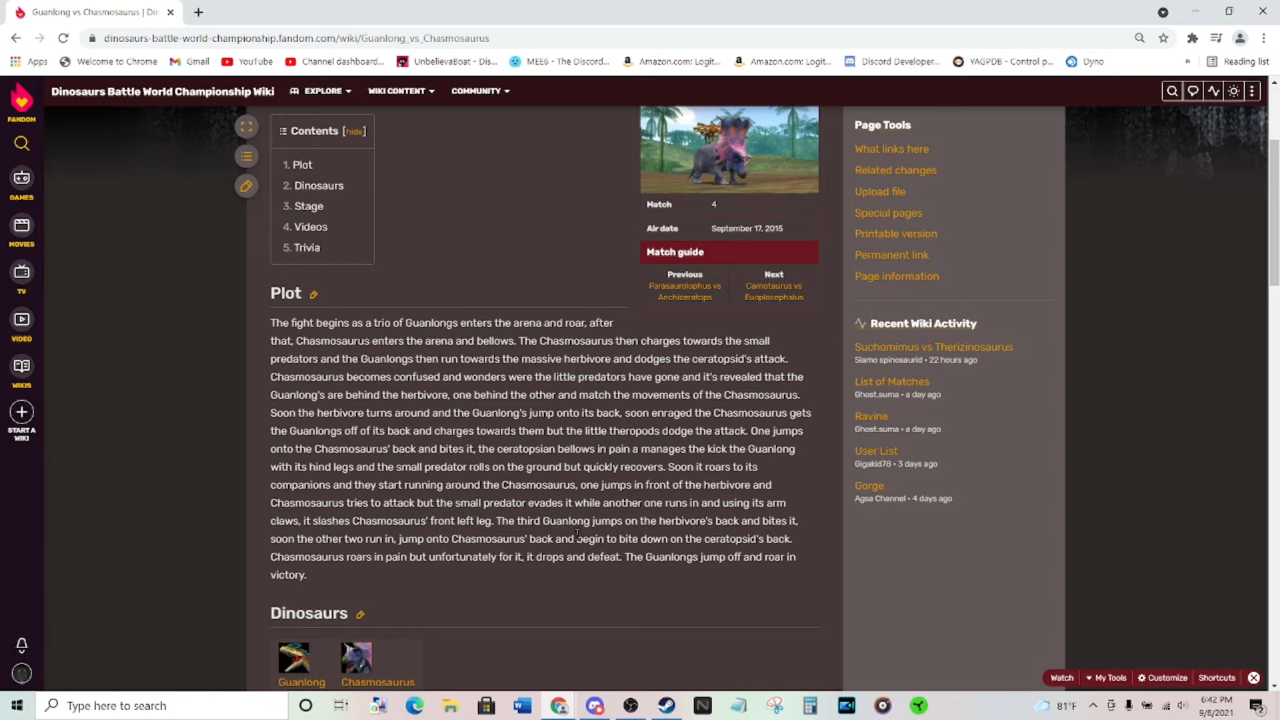 Guanlong vs Chasmosaurus | Din
dinosaurs-battle-world-championship.fandom.com/wiki/Guanlong_vs_Chasmosaurus
Apps
Welcome to Chrome
Gmail
YouTube
Channel dashboard...
UnbelievaBoat - Dis...
MEE6 - The Discord...
Amazon.com: Logit...
Amazon.com: Logit...
Discord Developer...
YAGPDB - Control p...
Dyno
»
Reading list
FANDOM
GAMES
MOVIES
TV
VIDEO
WIKIS
START A
WIKI
Dinosaurs Battle World Championship Wiki
EXPLORE
WIKI CONTENT
COMMUNITY
Contents [hide]
1. Plot
2. Dinosaurs
3. Stage
4. Videos
5. Trivia
Match 4
Air date September 17, 2015
Match guide
Previous
Parasaurolophus vs
Anchiceratops
Next
Carnotaurus vs
Euoplocephalus
Plot
The fight begins as a trio of Guanlongs enters the arena and roar, after
that, Chasmosaurus enters the arena and bellows. The Chasmosaurus then charges towards the small
predators and the Guanlongs then run towards the massive herbivore and dodges the ceratopsid's attack.
Chasmosaurus becomes confused and wonders were the little predators have gone and it's revealed that the
Guanlong's are behind the herbivore, one behind the other and match the movements of the Chasmosaurus.
Soon the herbivore turns around and the Guanlong's jump onto its back, soon enraged the Chasmosaurus gets
the Guanlongs off of its back and charges towards them but the little theropods dodge the attack. One jumps
onto the Chasmosaurus' back and bites it, the ceratopsian bellows in pain a manages the kick the Guanlong
with its hind legs and the small predator rolls on the ground but quickly recovers. Soon it roars to its
companions and they start running around the Chasmosaurus, one jumps in front of the herbivore and
Chasmosaurus tries to attack but the small predator evades it while another one runs in and using its arm
claws, it slashes Chasmosaurus' front left leg. The third Guanlong jumps on the herbivore's back and bites it,
soon the other two run in, jump onto Chasmosaurus' back and begin to bite down on the ceratopsid's back.
Chasmosaurus roars in pain but unfortunately for it, it drops and defeat. The Guanlongs jump off and roar in
victory.
Dinosaurs
Guanlong
Chasmosaurus
Page Tools
What links here
Related changes
Upload file
Special pages
Printable version
Permanent link
Page information
Recent Wiki Activity
Suchomimus vs Therizinosaurus
Siamo spinosaurid • 22 hours ago
List of Matches
Ghost.suma • a day ago
Ravine
Ghost.suma • a day ago
User List
Gigakid78 • 3 days ago
Gorge
Agsa Channel • 4 days ago
Watch
My Tools
Customize
Shortcuts
Type here to search
81°F
6:42 PM
9/8/2021
2